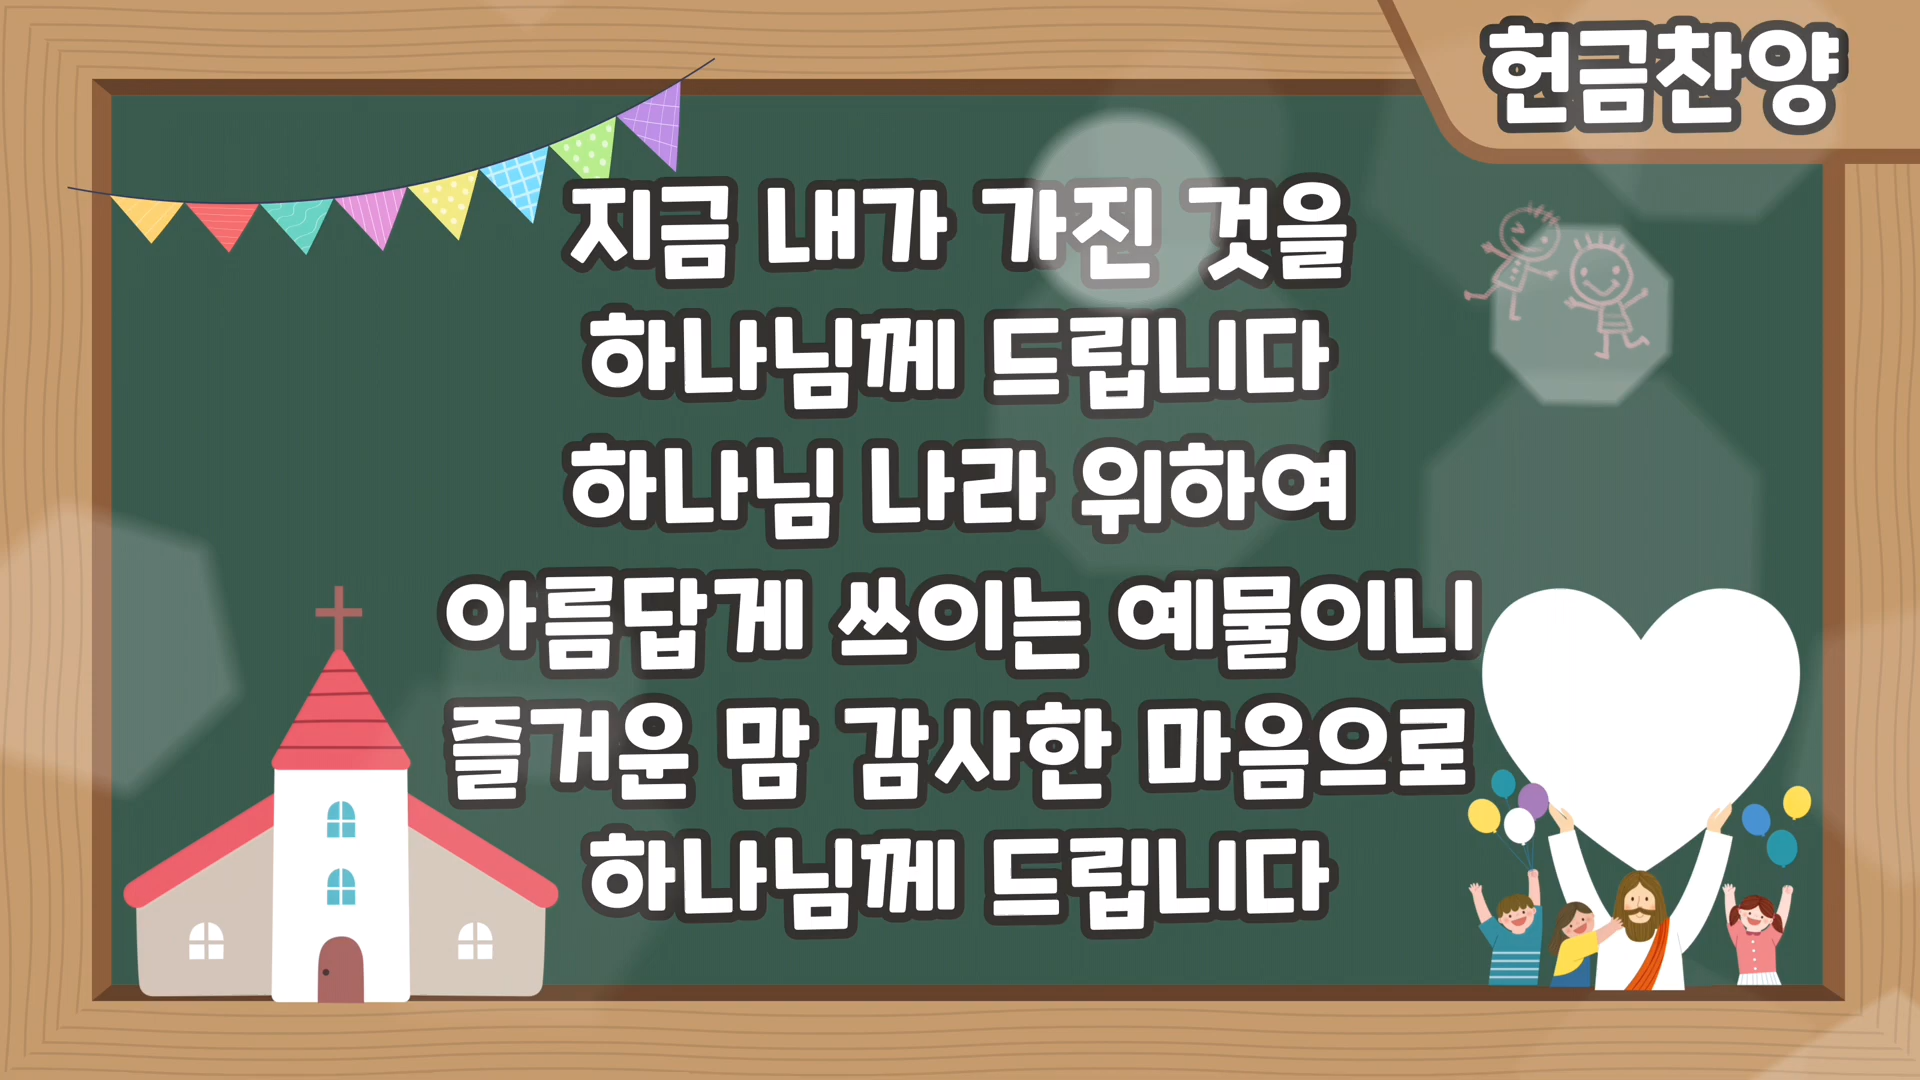 헌금찬양
지금 내가 가진 것을
하나님께 드립니다
하나님 나라 위하여
아름답게 쓰이는 예물이니
즐거운 맘 감사한 마음으로
하나님께 드립니다